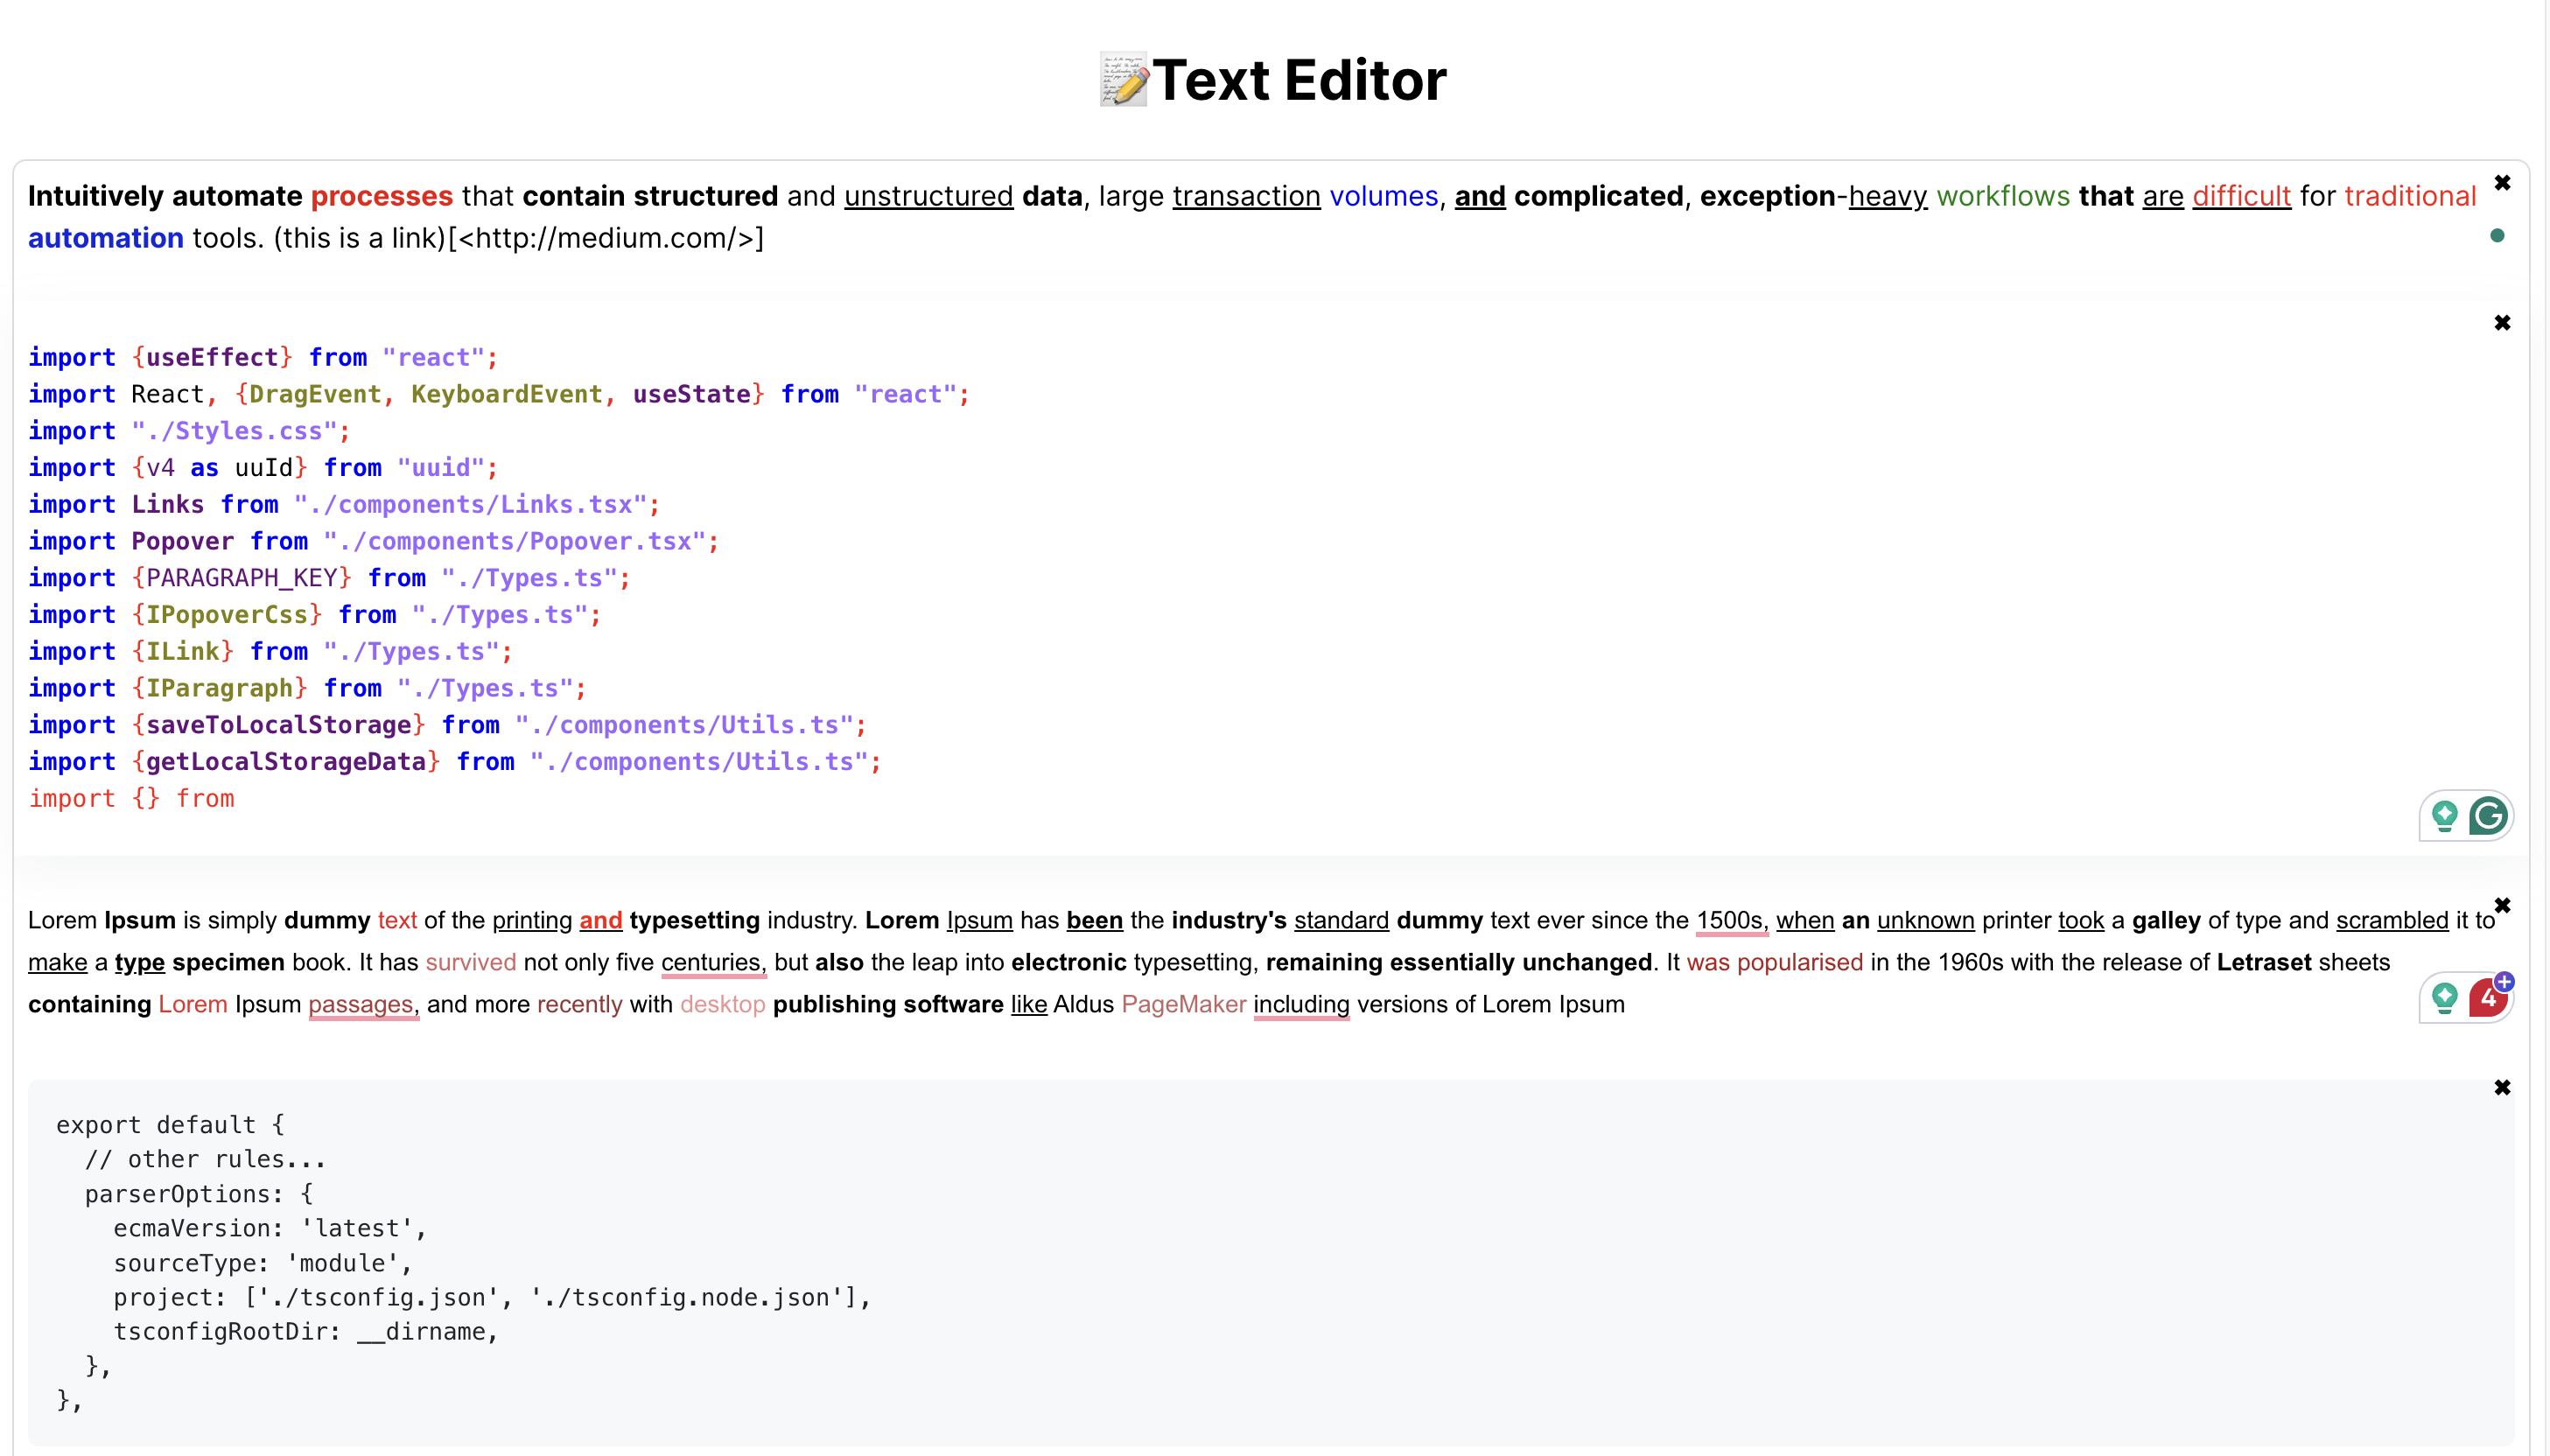 📝Text Editor
Intuitively automate processes that contain structured and unstructured data, large transaction volumes, and complicated, exception-heavy workflows that are difficult for traditional
automation tools. (this is a link)[<http://medium.com/>]
import {useEffect} from "react";
import React, {DragEvent, KeyboardEvent, useState} from "react";
import "./Styles.css";
import {v4 as uuId} from "uuid";
import Links from "./components/Links.tsx";
import Popover from "./components/Popover.tsx";
import {PARAGRAPH_KEY} from "./Types.ts";
import {IPopoverCss} from "./Types.ts";
import {ILink} from "./Types.ts";
import {IParagraph} from "./Types.ts";
import {saveToLocalStorage} from "./components/Utils.ts";
import {getLocalStorageData} from "./components/Utils.ts";
import {} from
Lorem Ipsum is simply dummy text of the printing and typesetting industry. Lorem Ipsum has been the industry's standard dummy text ever since the 1500s, when an unknown printer took a galley of type and scrambled it to
make a type specimen book. It has survived not only five centuries, but also the leap into electronic typesetting, remaining essentially unchanged. It was popularised in the 1960s with the release of Letraset sheets
containing Lorem Ipsum passages, and more recently with desktop publishing software like Aldus PageMaker including versions of Lorem Ipsum
4
export default {
  // other rules...
  parserOptions: {
    ecmaVersion: 'latest',
    sourceType: 'module',
    project: ['./tsconfig.json', './tsconfig.node.json'],
    tsconfigRootDir: __dirname,
  },
},